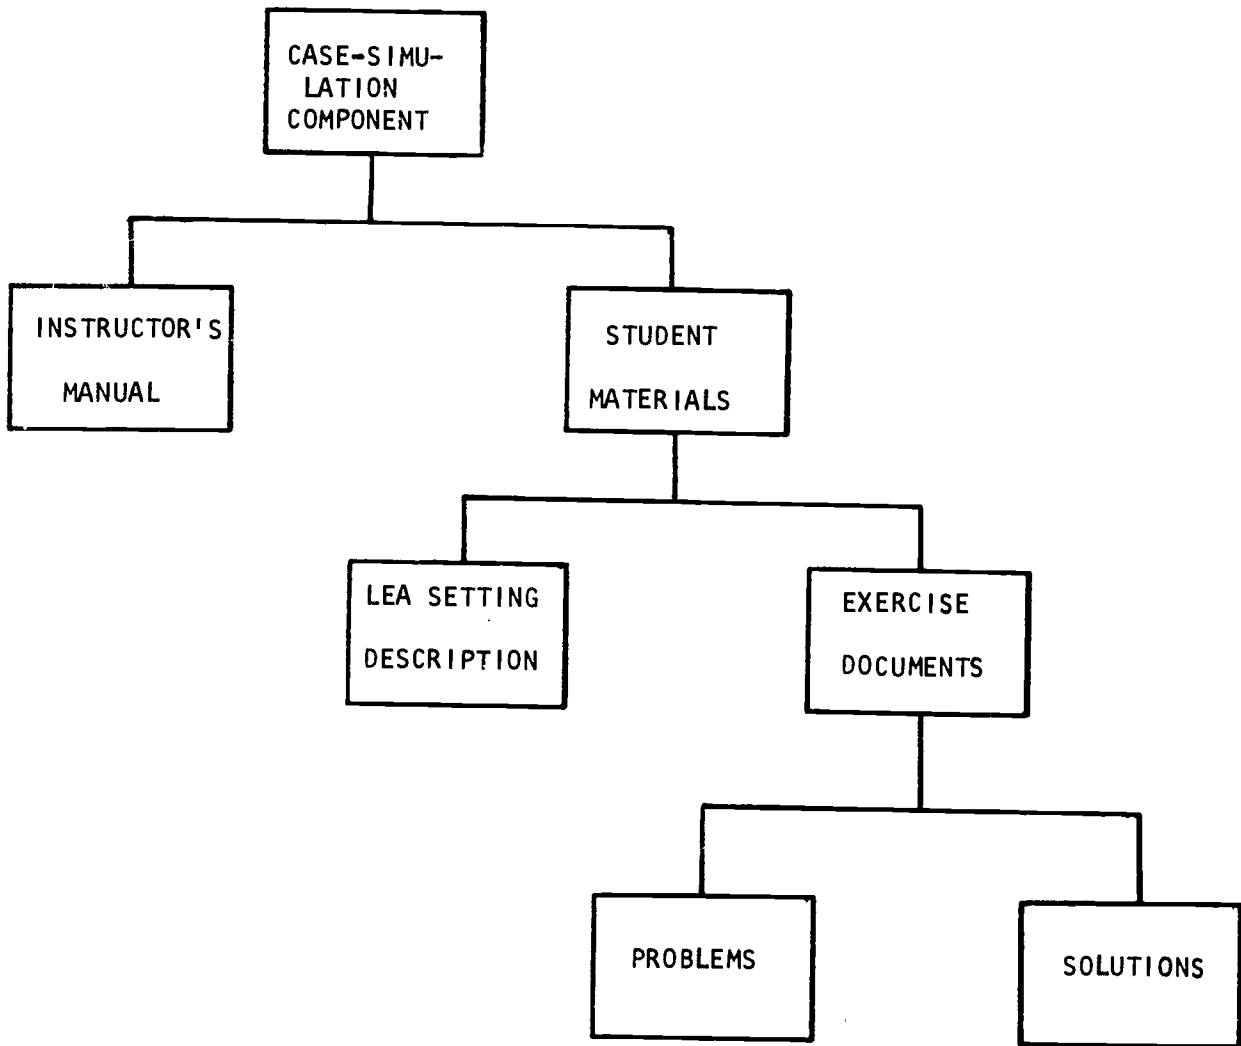 CASE-SIMU-
LATION
COMPONENT
INSTRUCTOR'S
MANUAL
STUDENT
MATERIALS
LEA SETTING
DESCRIPTION
EXERCISE
DOCUMENTS
PROBLEMS
SOLUTIONS